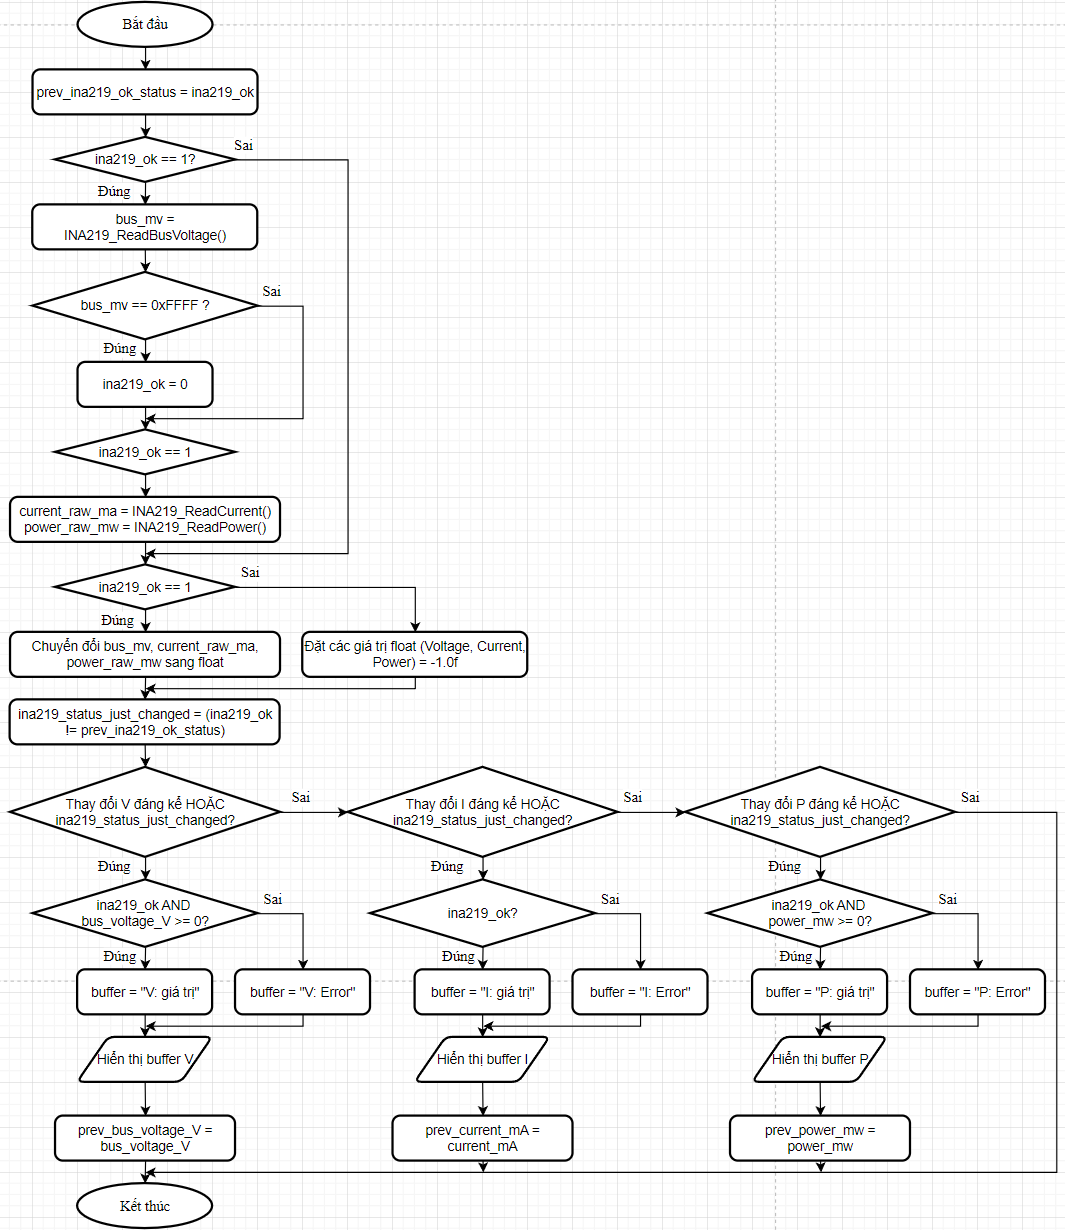 Bắt đầu
prev_ina219_ok_status = ina219_ok
Sai
ina219_ok == 1?
Đúng
bus_mv =
INA219_ReadBusVoltage()
Sai
bus_mv == 0xFFFF ?
Đúng
ina219_ok = 0
ina219_ok == 1
current_raw_ma = INA219_ReadCurrent()
power_raw_mw = INA219_ReadPower()
Sai
ina219_ok == 1
Đúng
Chuyển đổi bus_mv, current_raw_ma,
power_raw_mw sang float
Đặt các giá trị float (Voltage, Current,
Power) = -1.0f
ina219_status_just_changed = (ina219_ok
!= prev_ina219_ok_status)
Thay đổi V đáng kể HOẶC
ina219_status_just_changed?
Sai
Thay đổi I đáng kể HOẶC
ina219_status_just_changed?
Sai
Thay đổi P đáng kể HOẶC
ina219_status_just_changed?
Sai
Đúng
Đúng
Đúng
ina219_ok AND
bus_voltage_V >= 0?
Sai
ina219_ok?
Sai
ina219_ok AND
power_mw >= 0?
Sai
Đúng
Đúng
Đúng
buffer = "V: giá trị"
buffer = "V: Error"
buffer = "I: giá trị"
buffer = "I: Error"
buffer = "P: giá trị"
buffer = "P: Error"
Hiển thị buffer V
Hiển thị buffer I
Hiển thị buffer P
prev_bus_voltage_V =
bus_voltage_V
prev_current_mA =
current_mA
prev_power_mw =
power_mw
Kết thúc